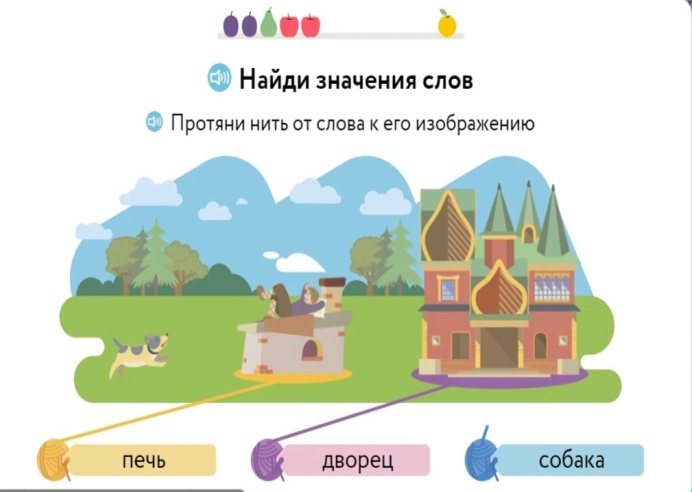 Найди значения слов
Протяни нить от слова к его изображению
печь
дворец
собака